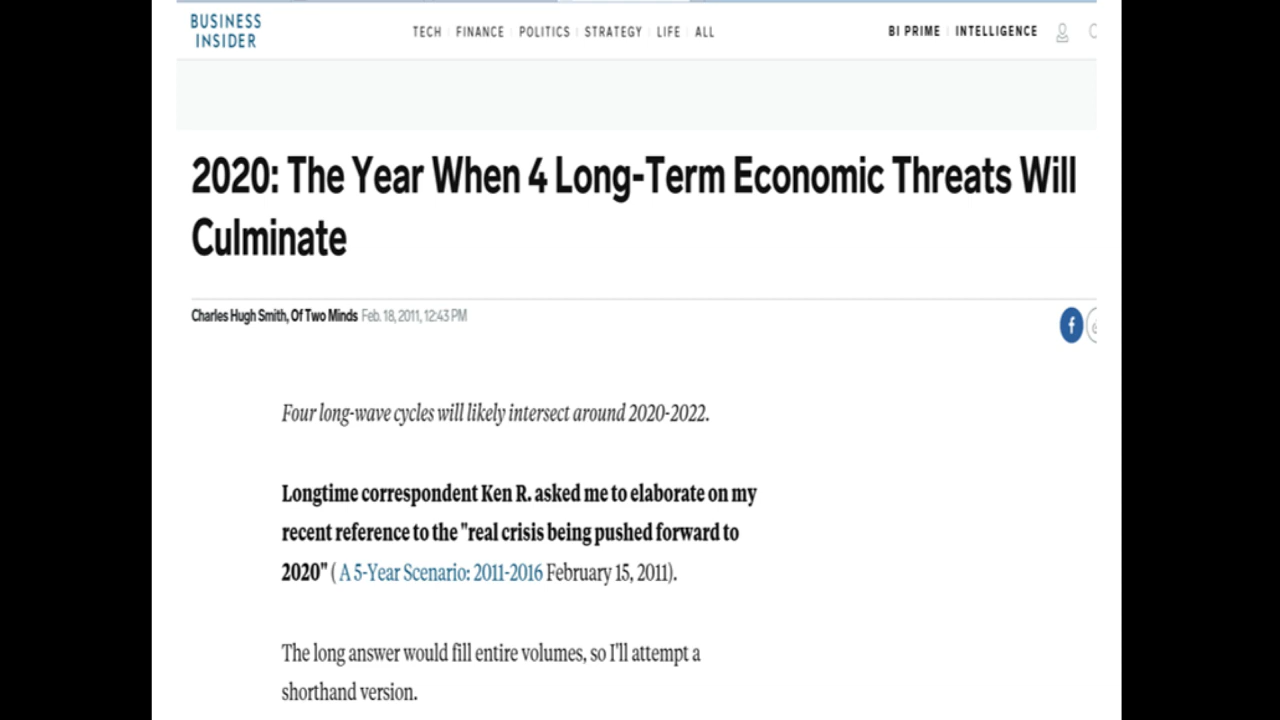 BUSINESS
INSIDER
TECH | FINANCE | POLITICS | STRATEGY | LIFE | ALL
BI PRIME | INTELLIGENCE
2020: The Year When 4 Long-Term Economic Threats Will
Culminate
Charles Hugh Smith, Of Two Minds Feb. 18, 2011, 12:43 PM
f
Four long-wave cycles will likely intersect around 2020-2022.
Longtime correspondent Ken R. asked me to elaborate on my
recent reference to the "real crisis being pushed forward to
2020" ( A 5-Year Scenario: 2011-2016 February 15, 2011).
The long answer would fill entire volumes, so I'll attempt a
shorthand version.